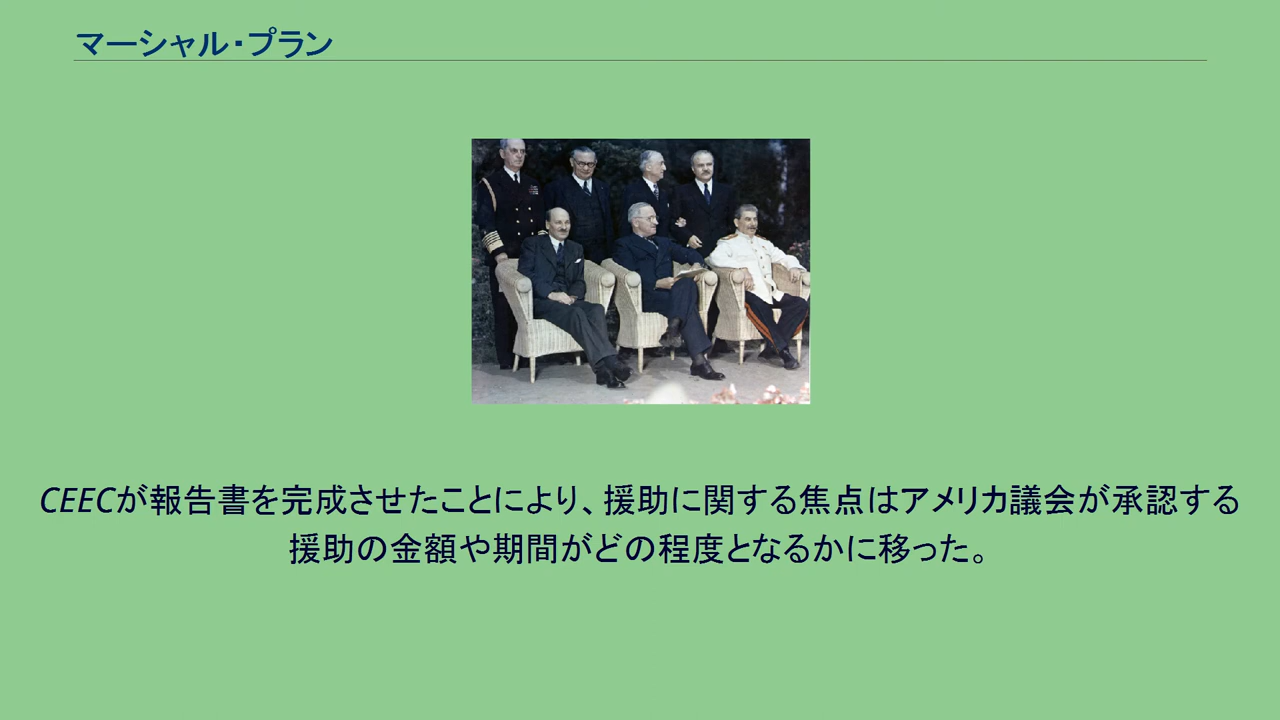 マーシャル・プラン
CEECが報告書を完成させたことにより、援助に関する焦点はアメリカ議会が承認する
援助の金額や期間がどの程度となるかに移った。